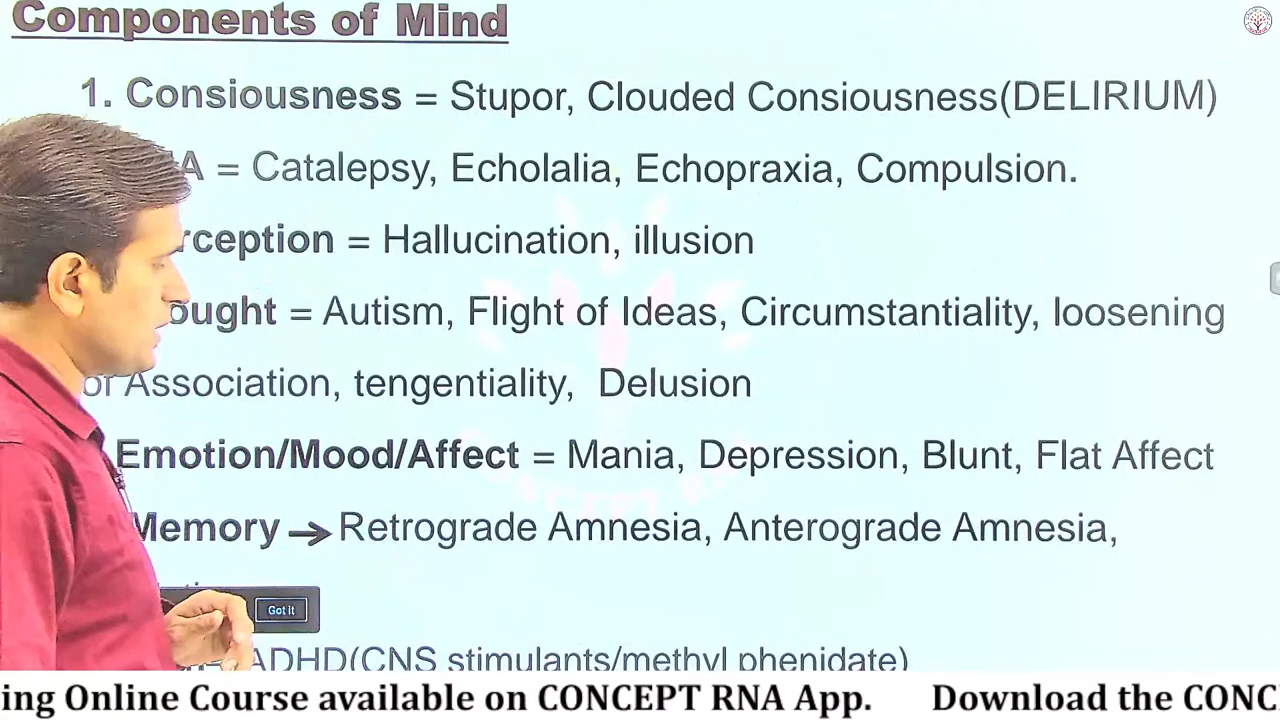 Components of Mind
1. Consiousness = Stupor, Clouded Consiousness(DELIRIUM)
A = Catalepsy, Echolalia, Echopraxia, Compulsion.
rception = Hallucination, illusion
ought = Autism, Flight of Ideas, Circumstantiality, loosening
of Association, tengentiality, Delusion
Emotion/Mood/Affect = Mania, Depression, Blunt, Flat Affect
Memory → Retrograde Amnesia, Anterograde Amnesia,
Got it
ADHD(CNS stimulants/methyl phenidate)
ing Online Course available on CONCEPT RNA App. Download the CONC